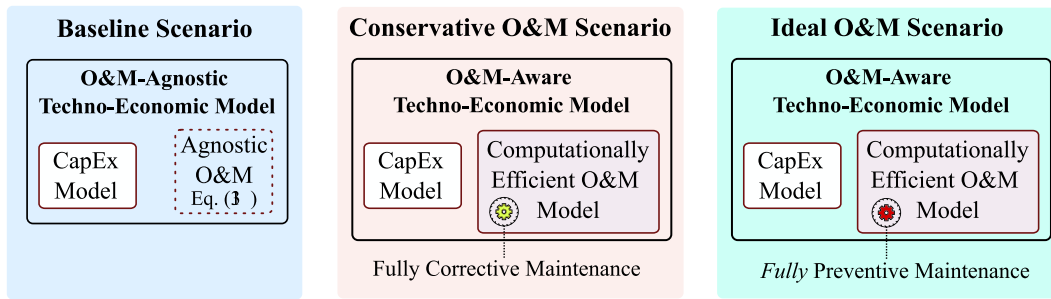 Baseline Scenario
O&M-Agnostic
Techno-Economic Model
CapEx
Model
Agnostic
O&M
Eq. (3 )
Conservative O&M Scenario
O&M-Aware
Techno-Economic Model
CapEx
Model
Computationally
Efficient O&M
Model
Fully Corrective Maintenance
Ideal O&M Scenario
O&M-Aware
Techno-Economic Model
CapEx
Model
Computationally
Efficient O&M
Model
Fully Preventive Maintenance